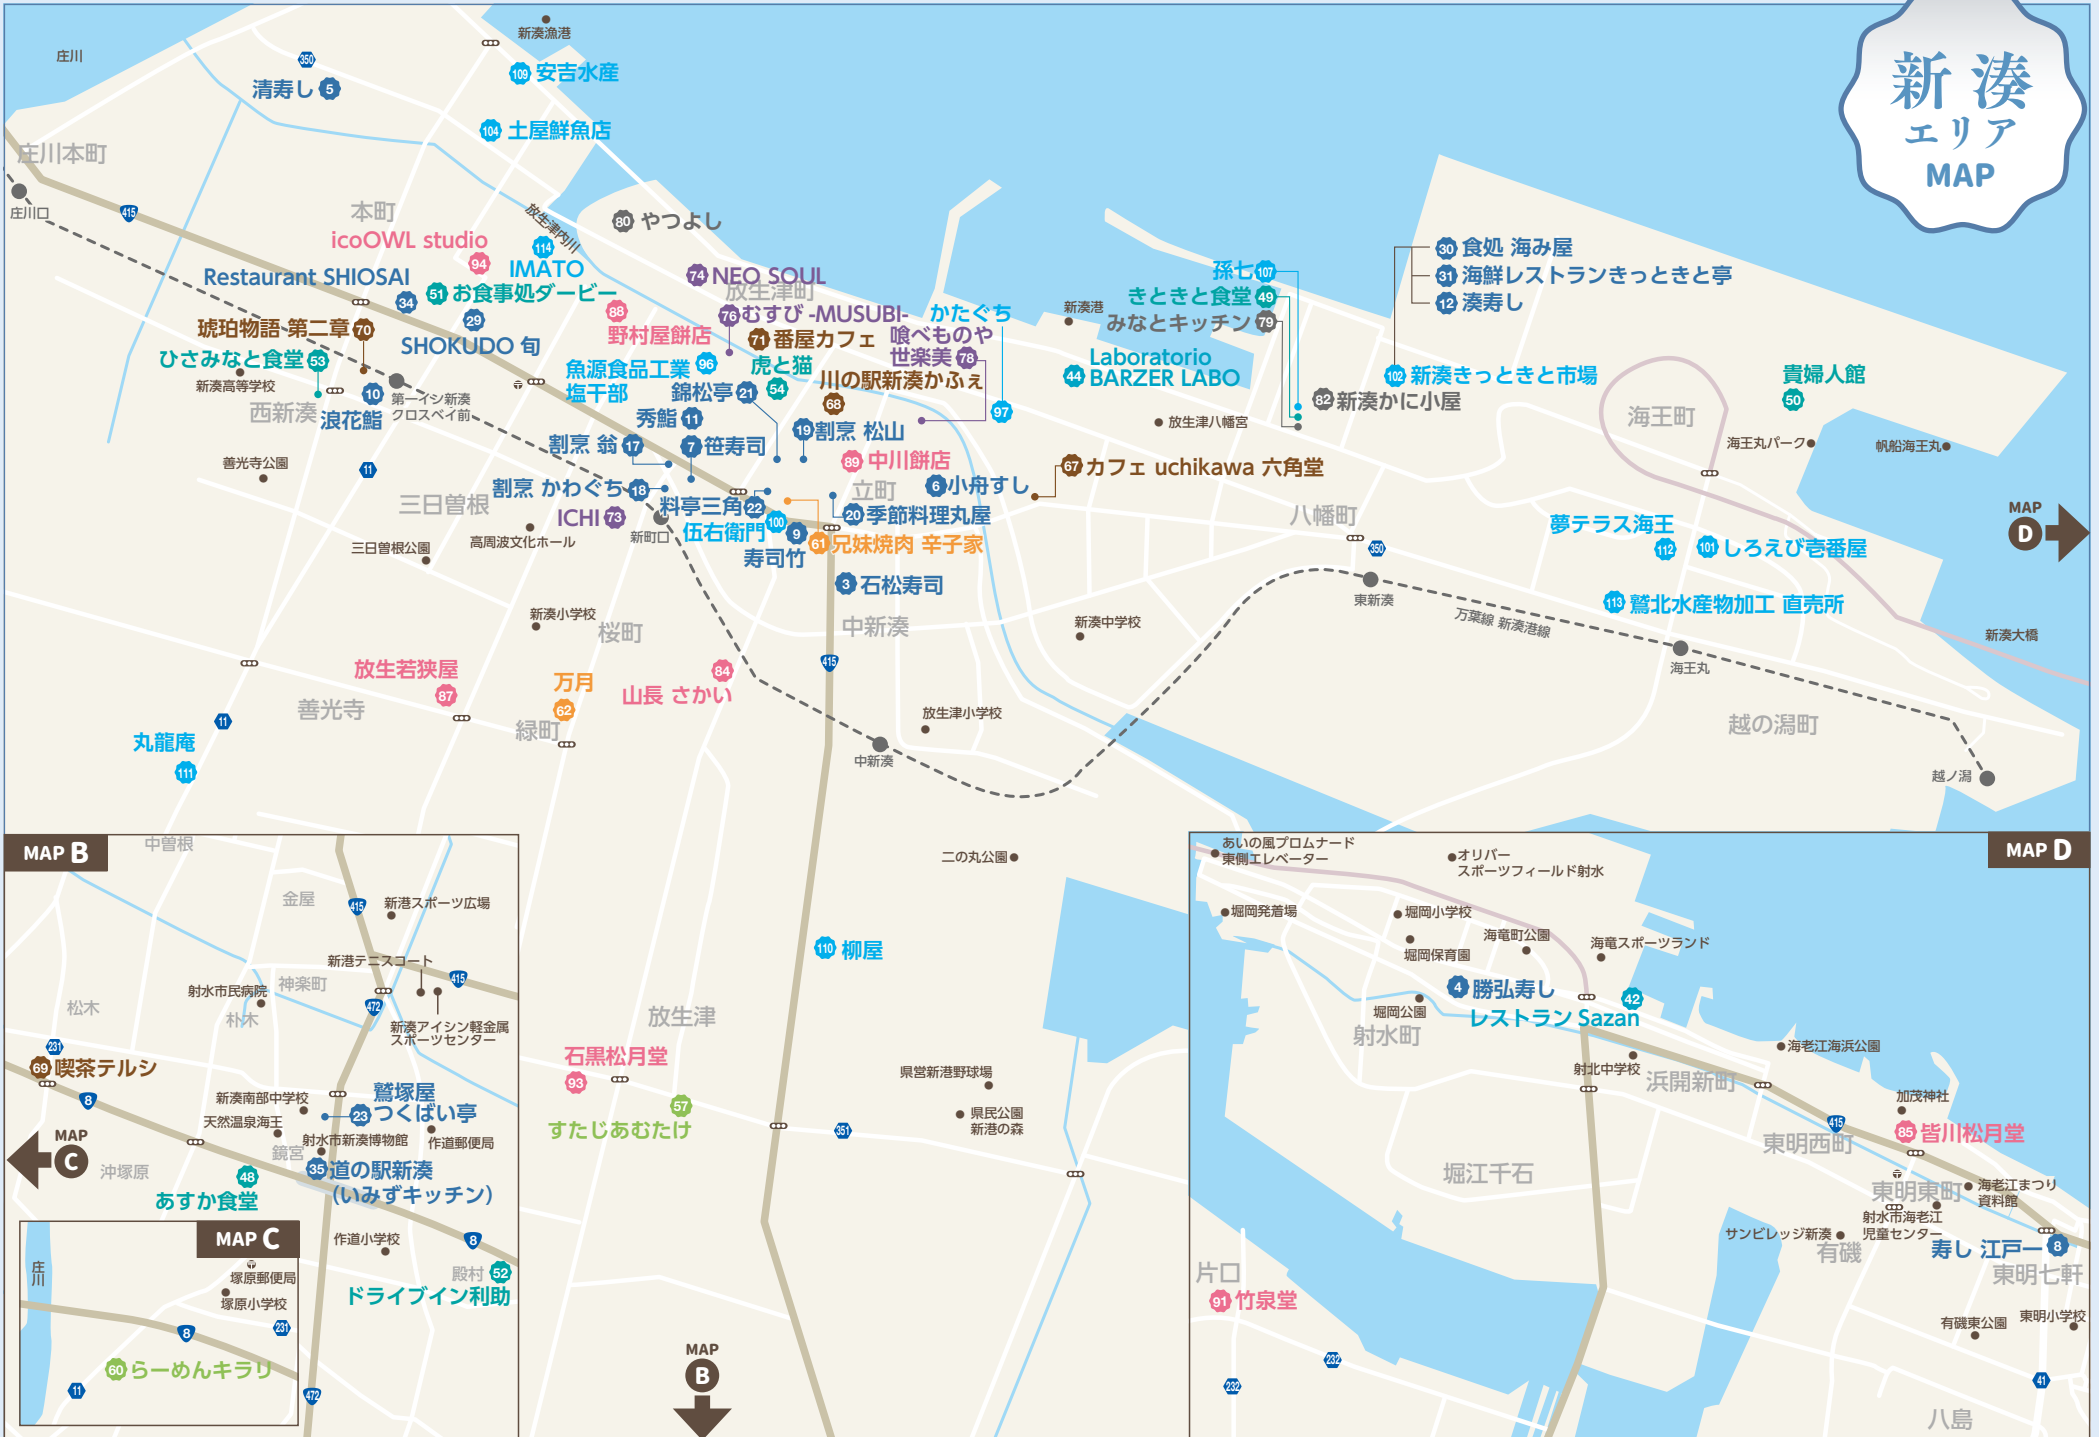 新湊
エリア
MAP
庄川
350
清寿し 5
新湊漁港
109 安吉水産
104 土屋鮮魚店
庄川本町
庄川口
415
本町
放生津内川
icoOWL studio
94
114
IMATO
80 やつよし
Restaurant SHIOSAI
34
51 お食事処ダービー
29
SHOKUDO 旬
74 NEO SOUL
放生津町
76 むすび -MUSUBI-
88
野村屋餅店
71 番屋カフェ
かたぐち
97
喰べものや
世楽美 78
琥珀物語 第二章 70
ひさみなと食堂 53
新湊高等学校
西新湊
10
浪花鮨
第一イシン新湊
クロスベイ前
魚源食品工業 96
塩干部
虎と猫
54
錦松亭 21
川の駅新湊かふぇ
68
秀鮨 11
19 割烹 松山
割烹 翁 17
7 笹寿司
89 中川餅店
善光寺公園
11
三日曽根
割烹 かわぐち 18
ICHI 73
新町口
料亭三角 22
立町
6 小舟すし
20 季節料理丸屋
伍右衛門 100
9
寿司竹
61 兄妹焼肉 辛子家
3 石松寿司
高周波文化ホール
三日曽根公園
新湊港
孫七 107
きときと食堂 49
みなとキッチン 79
Laboratorio
44 BARZER LABO
放生津八幡宮
67 カフェ uchikawa 六角堂
30 食処 海み屋
31 海鮮レストランきっときと亭
12 湊寿し
102 新湊きっときと市場
82 新湊かに小屋
貴婦人館
50
海王町
海王丸パーク
帆船海王丸
MAP
D
八幡町
350
夢テラス海王
112
101 しろえび壱番屋
113 鷲北水産物加工 直売所
東新湊
万葉線 新湊港線
海王丸
新湊大橋
越の潟町
越ノ潟
新湊小学校
桜町
中新湊
新湊中学校
415
放生若狭屋
87
善光寺
万月
62
緑町
84
山長 さかい
放生津小学校
中新湊
11
丸龍庵
111
二の丸公園
110 柳屋
放生津
石黒松月堂
93
57
すたじあむたけ
351
県営新港野球場
県民公園
新港の森
MAP
B
MAP B
中曽根
金屋
415
新港スポーツ広場
新港テニスコート
415
神楽町
射水市民病院
松木
朴木
472
新湊アイシン軽金属
スポーツセンター
231
69 喫茶テルシ
8
新湊南部中学校
鷲塚屋
23 つくばい亭
天然温泉海王
射水市新湊博物館
作道郵便局
鏡宮
MAP
C
沖塚原
48
あすか食堂
35 道の駅新湊
(いみずキッチン)
作道小学校
8
殿村 52
ドライブイン利助
472
MAP C
庄川
塚原郵便局
塚原小学校
8
231
60 らーめんキラリ
11
MAP D
あいの風プロムナード
東側エレベーター
オリバー
スポーツフィールド射水
堀岡発着場
堀岡小学校
堀岡保育園
海竜町公園
海竜スポーツランド
4 勝弘寿し
42
レストラン Sazan
堀岡公園
射水町
射北中学校
海老江海浜公園
浜開新町
加茂神社
415
85 皆川松月堂
東明西町
堀江千石
東明東町
海老江まつり
資料館
射水市海老江
児童センター
サンビレッジ新湊
有磯
寿し 江戸一 8
東明七軒
片口
91 竹泉堂
有磯東公園
東明小学校
232
232
41
八島